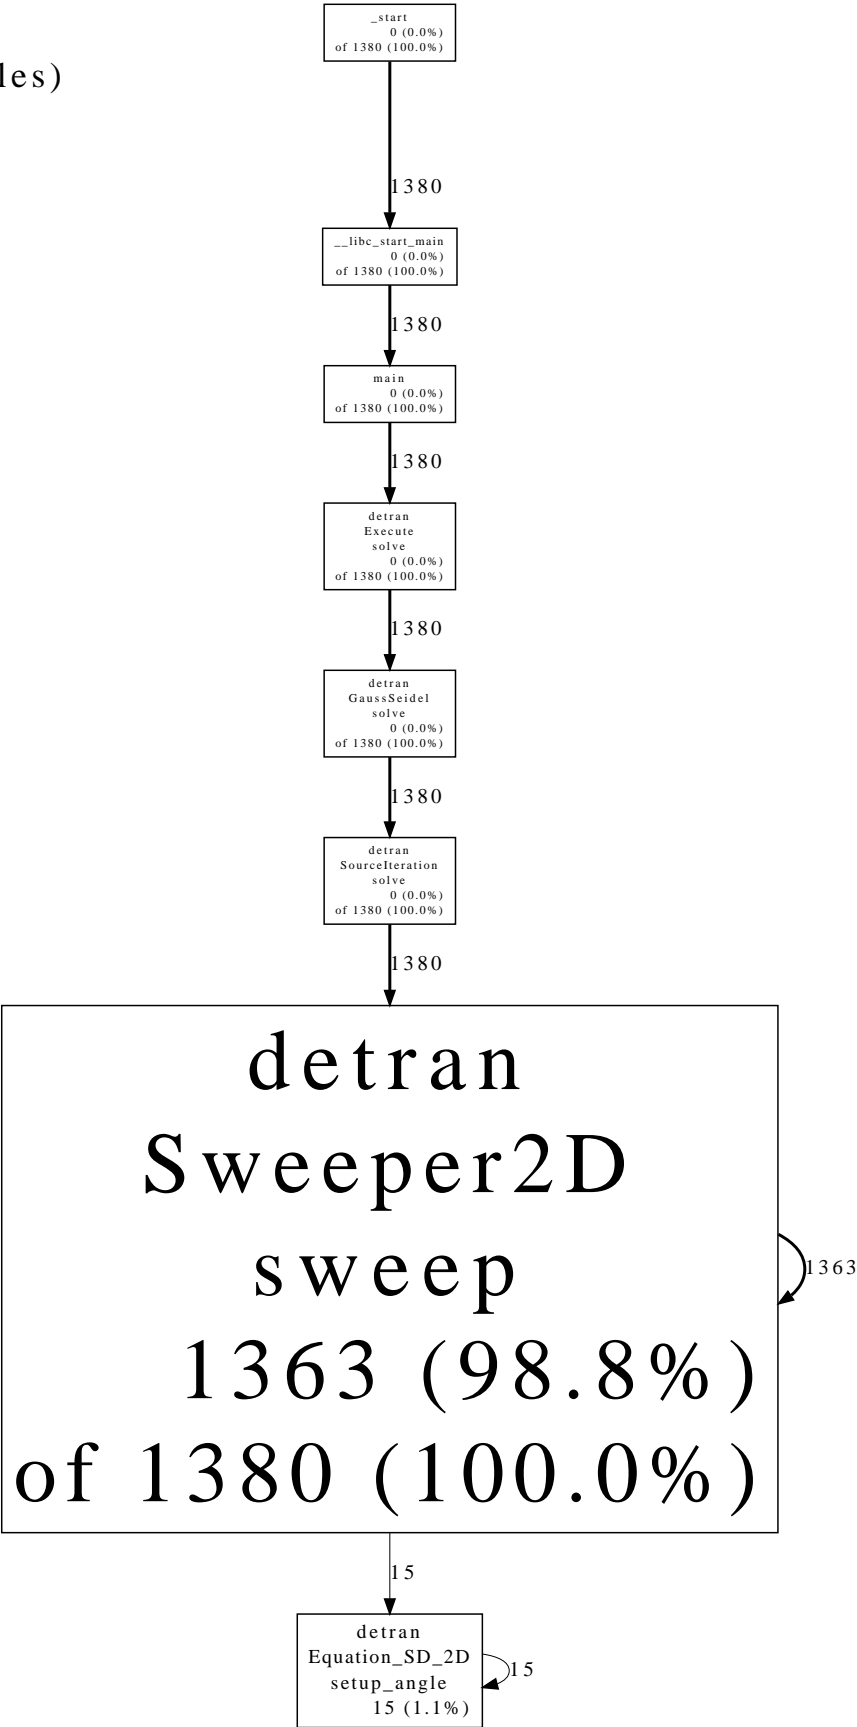 _start
0 (0.0%)
of 1380 (100.0%)
les)
1380
__libc_start_main
0 (0.0%)
of 1380 (100.0%)
1380
main
0 (0.0%)
of 1380 (100.0%)
1380
detran
Execute
solve
0 (0.0%)
of 1380 (100.0%)
1380
detran
GaussSeidel
solve
0 (0.0%)
of 1380 (100.0%)
1380
detran
SourceIteration
solve
0 (0.0%)
of 1380 (100.0%)
1380
detran
Sweeper2D
sweep
1363 (98.8%)
of 1380 (100.0%)
1363
15
detran
Equation_SD_2D
setup_angle
15 (1.1%)
15